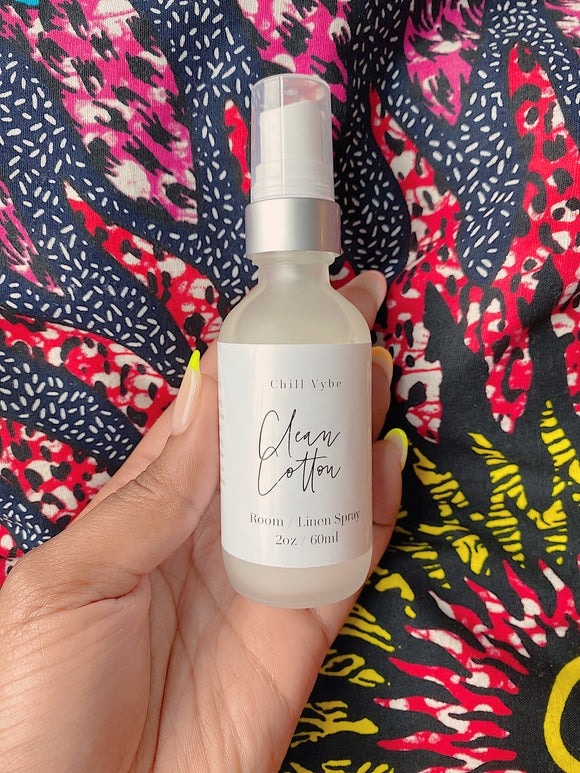 Chill Vybe
Clean
Cotton
Room / Linen Spray
2oz / 60ml